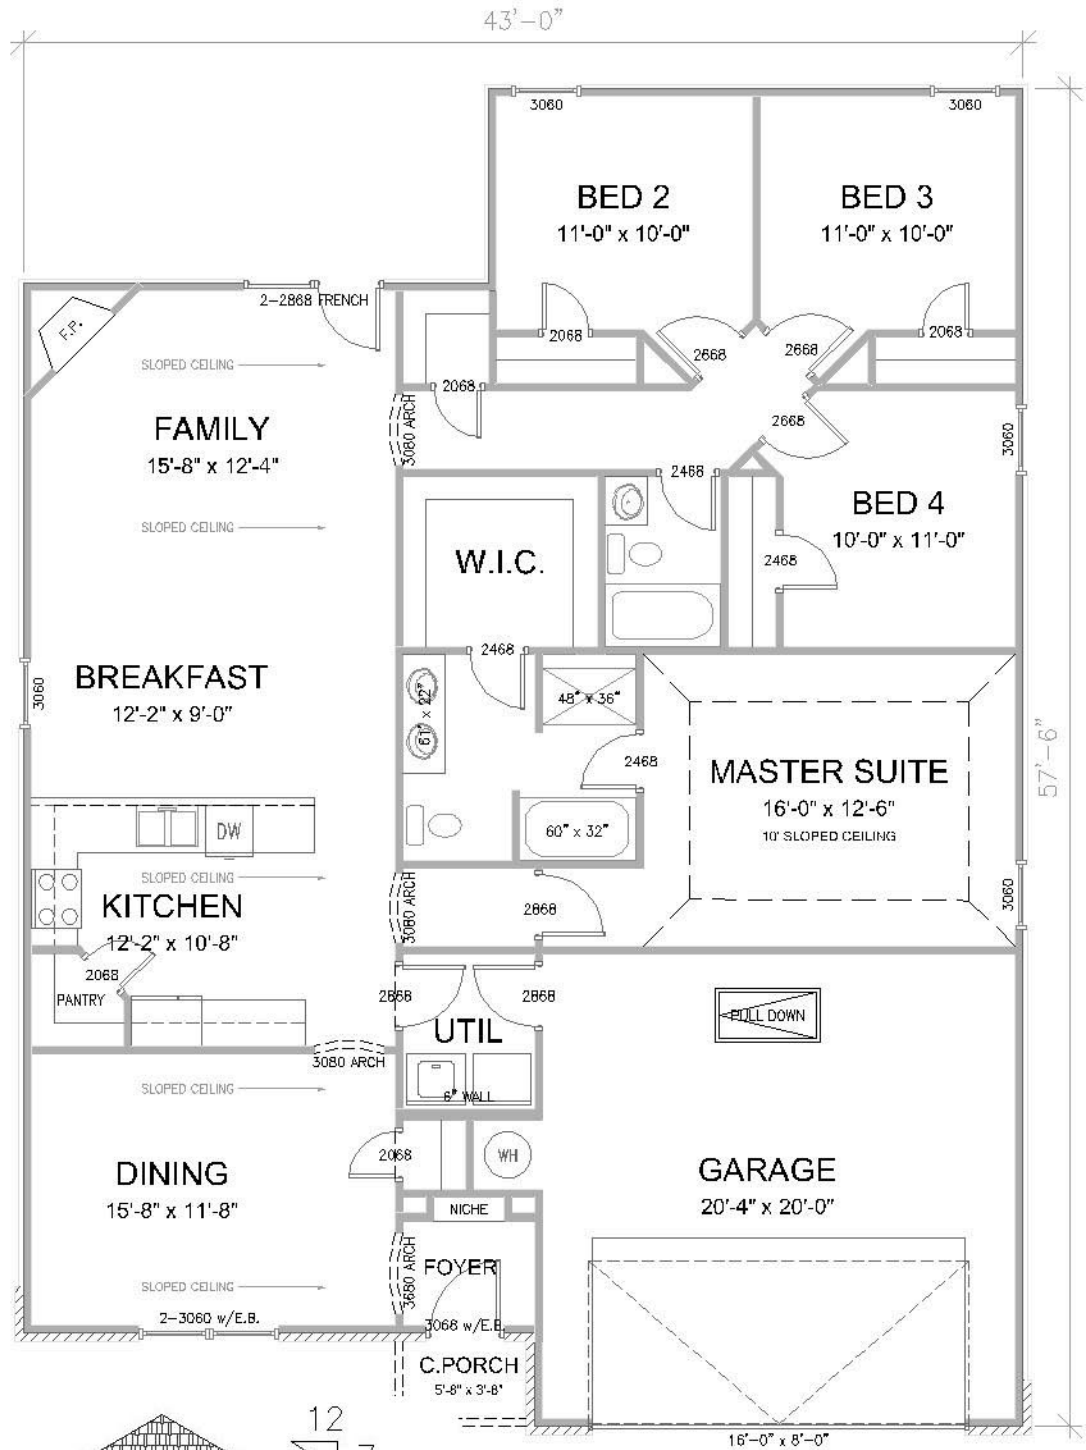 43'-0"
3060
3060
BED 2
11'-0" x 10'-0"
BED 3
11'-0" x 10'-0"
2-2868 FRENCH
F.P.
2068
2068
2668
2668
SLOPED CEILING
2068
3080 ARCH
2668
FAMILY
15'-8" x 12'-4"
3060
2468
SLOPED CEILING
BED 4
10'-0" x 11'-0"
W.I.C.
2468
2468
BREAKFAST
12'-2" x 9'-0"
3060
61" x 22"
48" x 36"
57'-6"
2468
MASTER SUITE
16'-0" x 12'-6"
10' SLOPED CEILING
DW
60" x 32"
SLOPED CEILING
KITCHEN
12'-2" x 10'-8"
3080 ARCH
2868
3060
2068
PANTRY
2868
2868
UTIL
PULL DOWN
3080 ARCH
SLOPED CEILING
6" WALL
2068
WH
DINING
15'-8" x 11'-8"
GARAGE
20'-4" x 20'-0"
NICHE
FOYER
3680 ARCH
SLOPED CEILING
2-3060 w/E.B.
3068 w/E.B.
C.PORCH
5'-8" x 3'-8"
12
16'-0" x 8'-0"